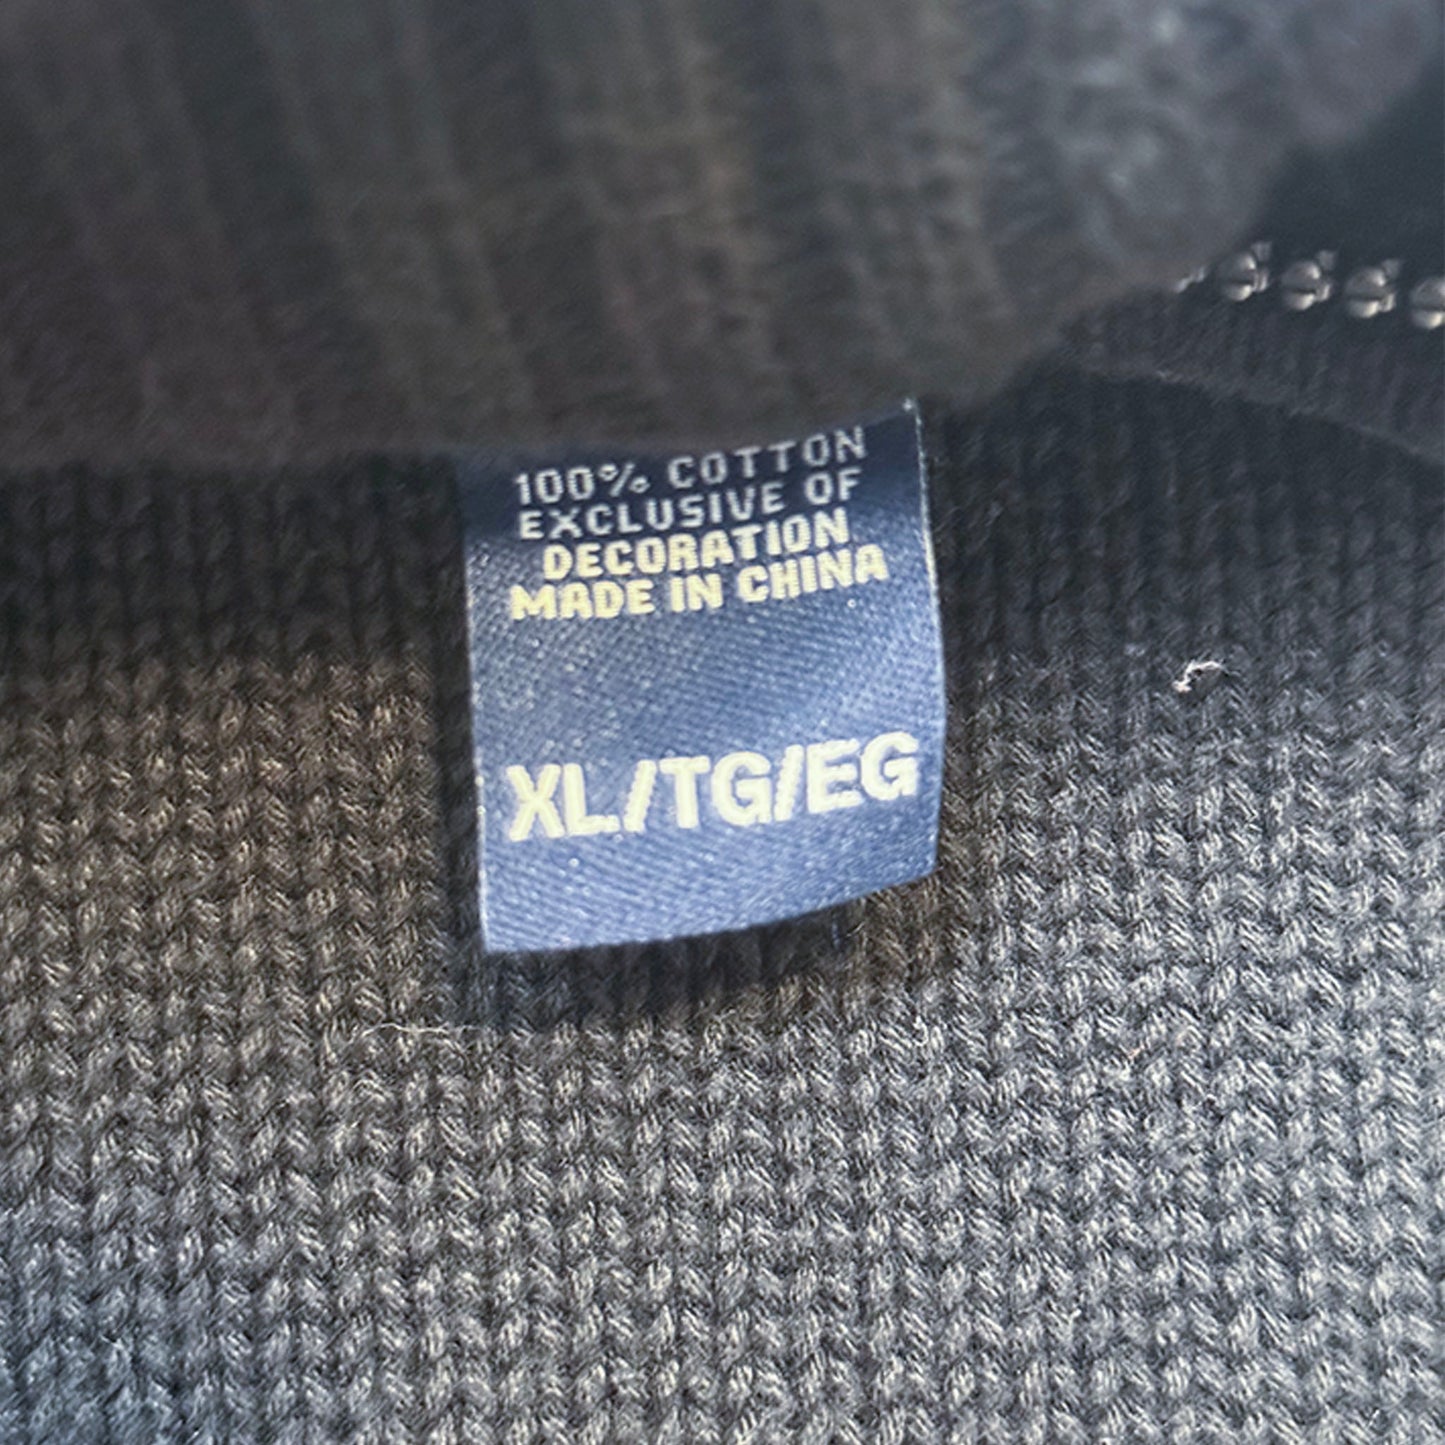 100% COTTON
EXCLUSIVE OF
DECORATION
MADE IN CHINA
XL/TG/EG